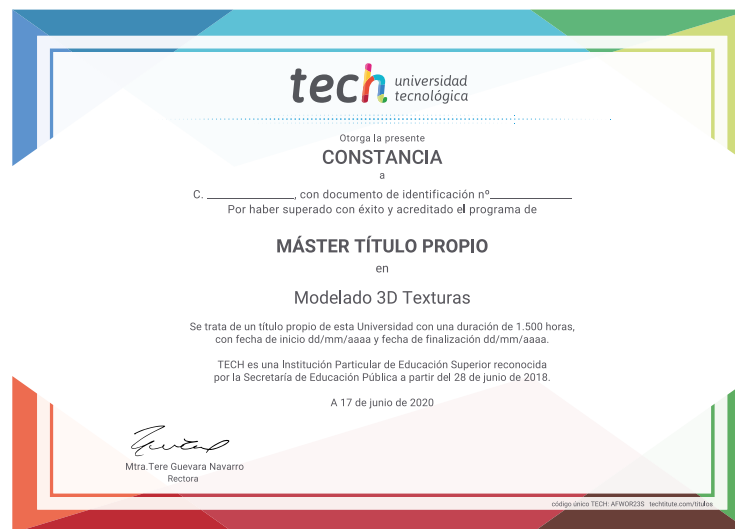 tech universidad
tecnológica
Otorga la presente
CONSTANCIA
a
C. ________________, con documento de identificación nº______________
Por haber superado con éxito y acreditado el programa de
MÁSTER TÍTULO PROPIO
en
Modelado 3D Texturas
Se trata de un título propio de esta Universidad con una duración de 1.500 horas,
con fecha de inicio dd/mm/aaaa y fecha de finalización dd/mm/aaaa.
TECH es una Institución Particular de Educación Superior reconocida
por la Secretaría de Educación Pública a partir del 28 de junio de 2018.
A 17 de junio de 2020
Mtra.Tere Guevara Navarro
Rectora
código único TECH: AFWOR23S techtitute.com/títulos